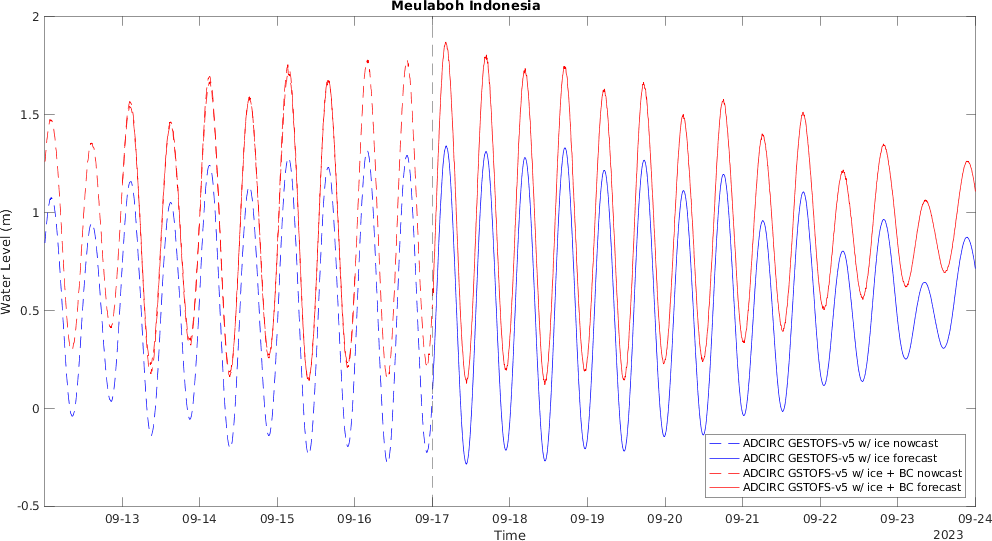 Meulaboh Indonesia
2
1.5
1
0.5
0
-0.5
Water Level (m)
ADCIRC GESTOFS-v5 w/ ice nowcast
ADCIRC GESTOFS-v5 w/ ice forecast
ADCIRC GSTOFS-v5 w/ ice + BC nowcast
ADCIRC GSTOFS-v5 w/ ice + BC forecast
09-13 09-14 09-15 09-16 09-17 09-18 09-19 09-20 09-21 09-22 09-23 09-24
Time
2023